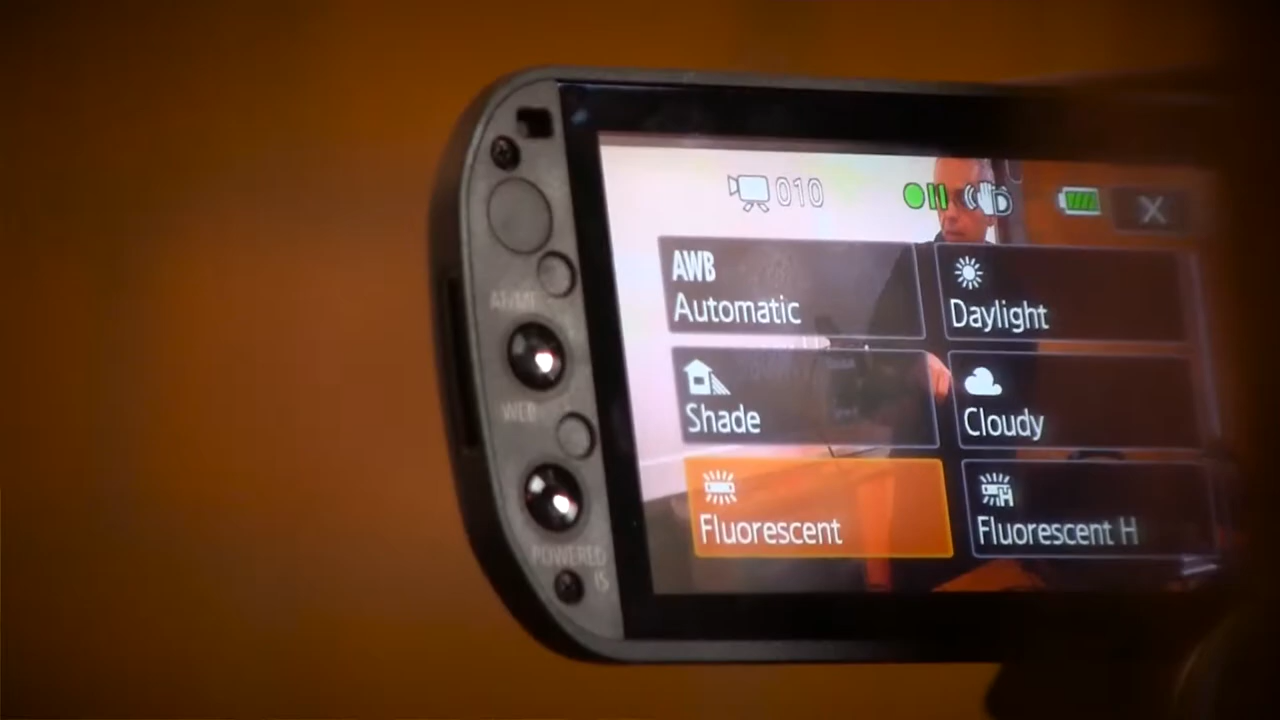 010
D
AWB
Automatic
Daylight
Shade
Cloudy
Fluorescent
H
Fluorescent H
AF/MF
WEB
POWERED
IS